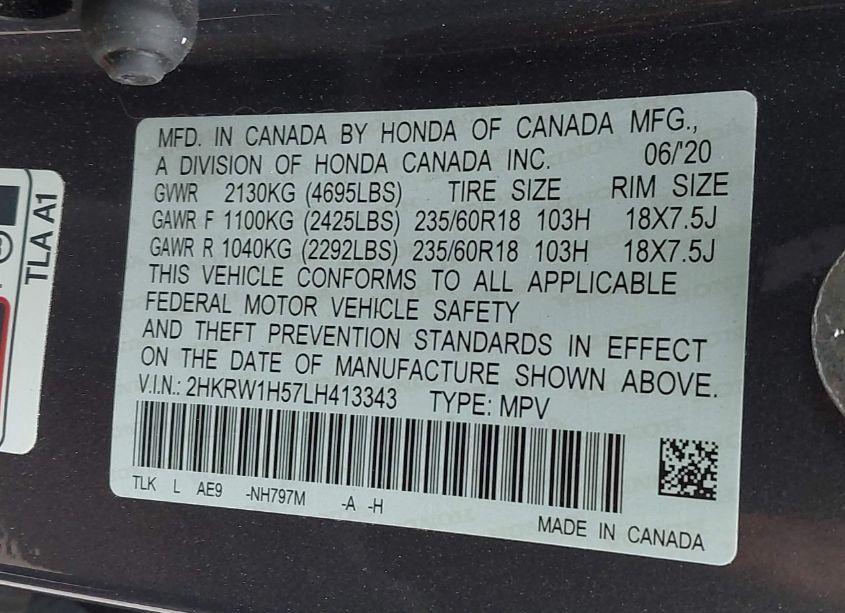 MFD. IN CANADA BY HONDA OF CANADA MFG.,
A DIVISION OF HONDA CANADA INC. 06/'20
GVWR 2130KG (4695LBS) TIRE SIZE RIM SIZE
GAWR F 1100KG (2425LBS) 235/60R18 103H 18X7.5J
GAWR R 1040KG (2292LBS) 235/60R18 103H 18X7.5J
THIS VEHICLE CONFORMS TO ALL APPLICABLE
FEDERAL MOTOR VEHICLE SAFETY
AND THEFT PREVENTION STANDARDS IN EFFECT
ON THE DATE OF MANUFACTURE SHOWN ABOVE.
V.I.N.: 2HKRW1H57LH413343 TYPE: MPV
TLK L AE9 -NH797M -A -H
MADE IN CANADA
TLA A1